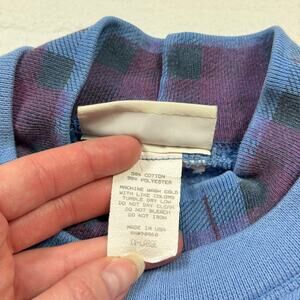 50% COTTON
50% POLYESTER
MACHINE WASH COLD
WITH LIKE COLORS
TUMBLE DRY LOW
DO NOT DRY CLEAN
DO NOT BLEACH
DO NOT IRON
MADE IN USA